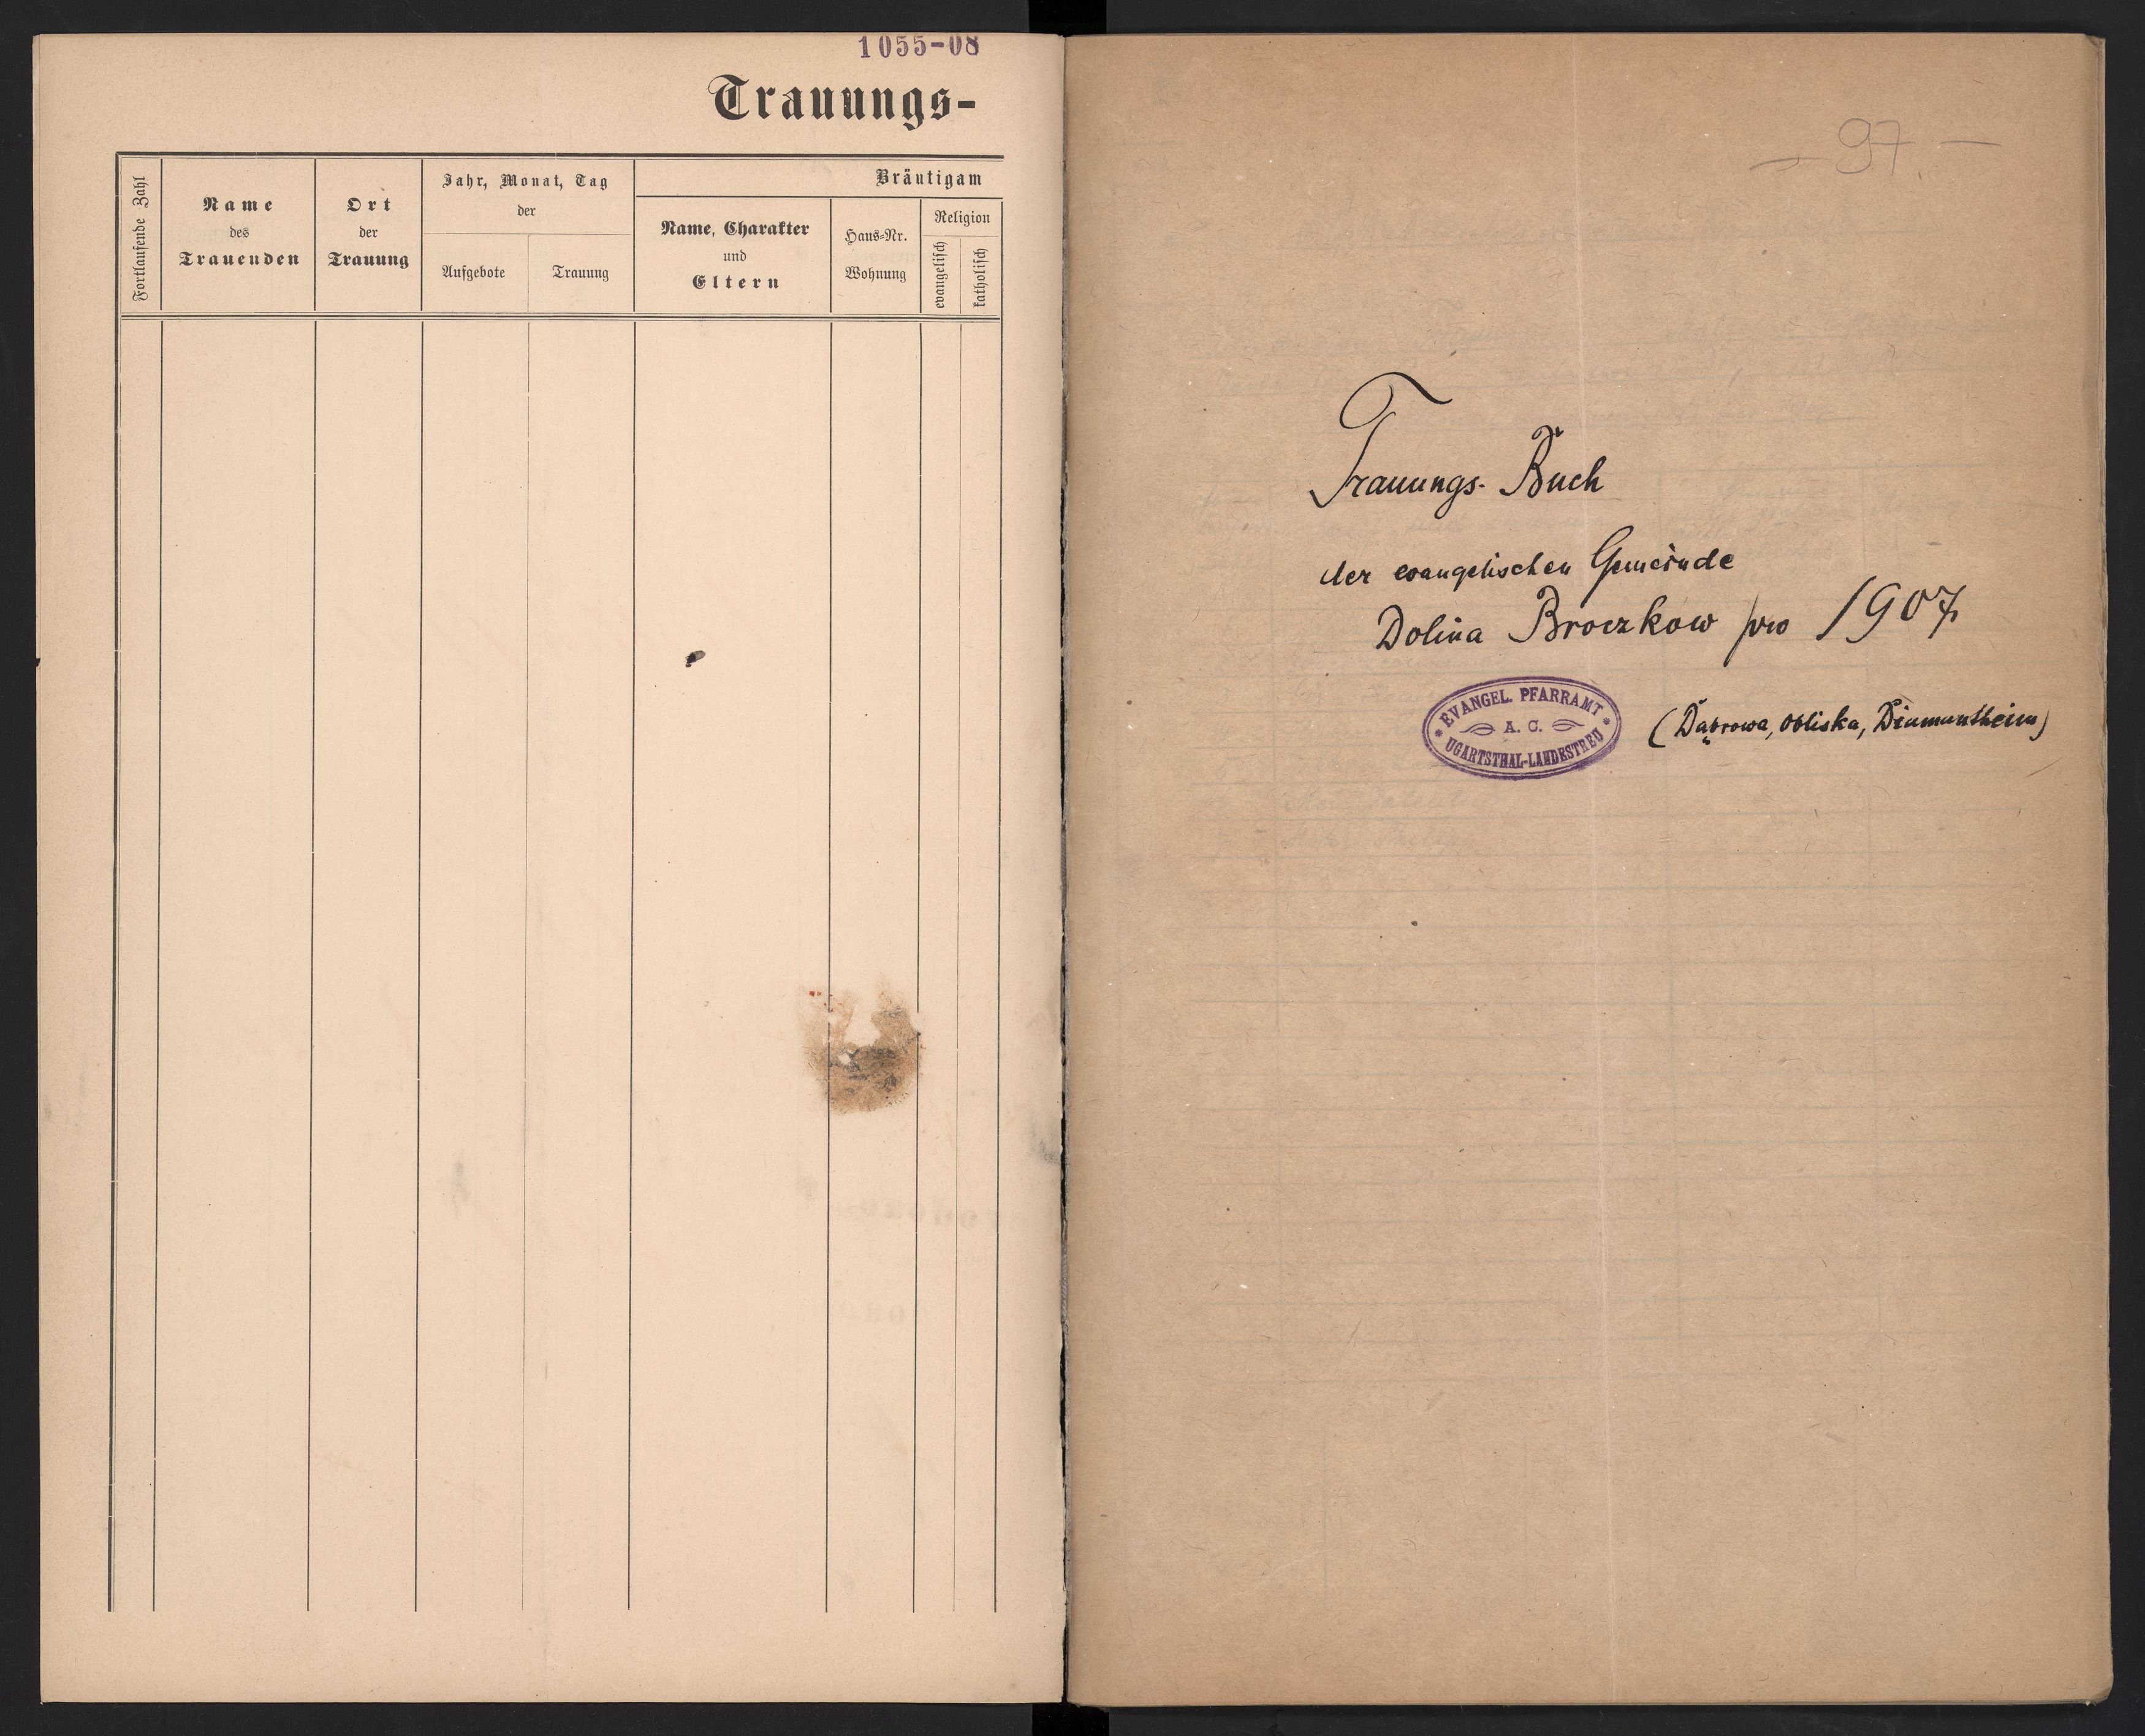 1055-08
Trauungs-
Fortlaufende Zahl
Name
des
Trauenden
Ort
der
Trauung
Jahr, Monat, Tag
der
Aufgebote
Trauung
Bräutigam
Name, Charakter
und
Eltern
Haus-Nr.
Wohnung
Religion
evangelisch
katholisch
— 97. —
Trauungs-Buch
der evangelischen Gemeinde
Dolina Broczkow pro 1907
EVANGEL. PFARRAMT
A. C.
UGARTSTHAL-LANDESTREU
(Dąbrowa, Obliska, Diamantheim)